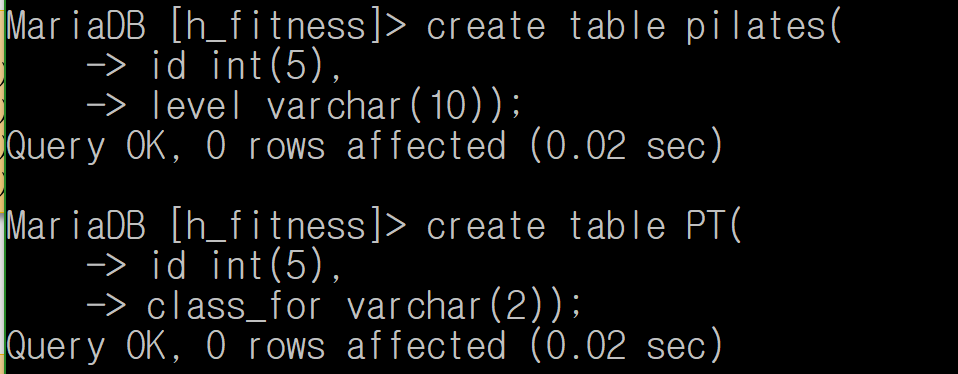 MariaDB [h_fitness]> create table pilates(
    -> id int(5),
    -> level varchar(10));
Query OK, 0 rows affected (0.02 sec)

MariaDB [h_fitness]> create table PT(
    -> id int(5),
    -> class_for varchar(2));
Query OK, 0 rows affected (0.02 sec)